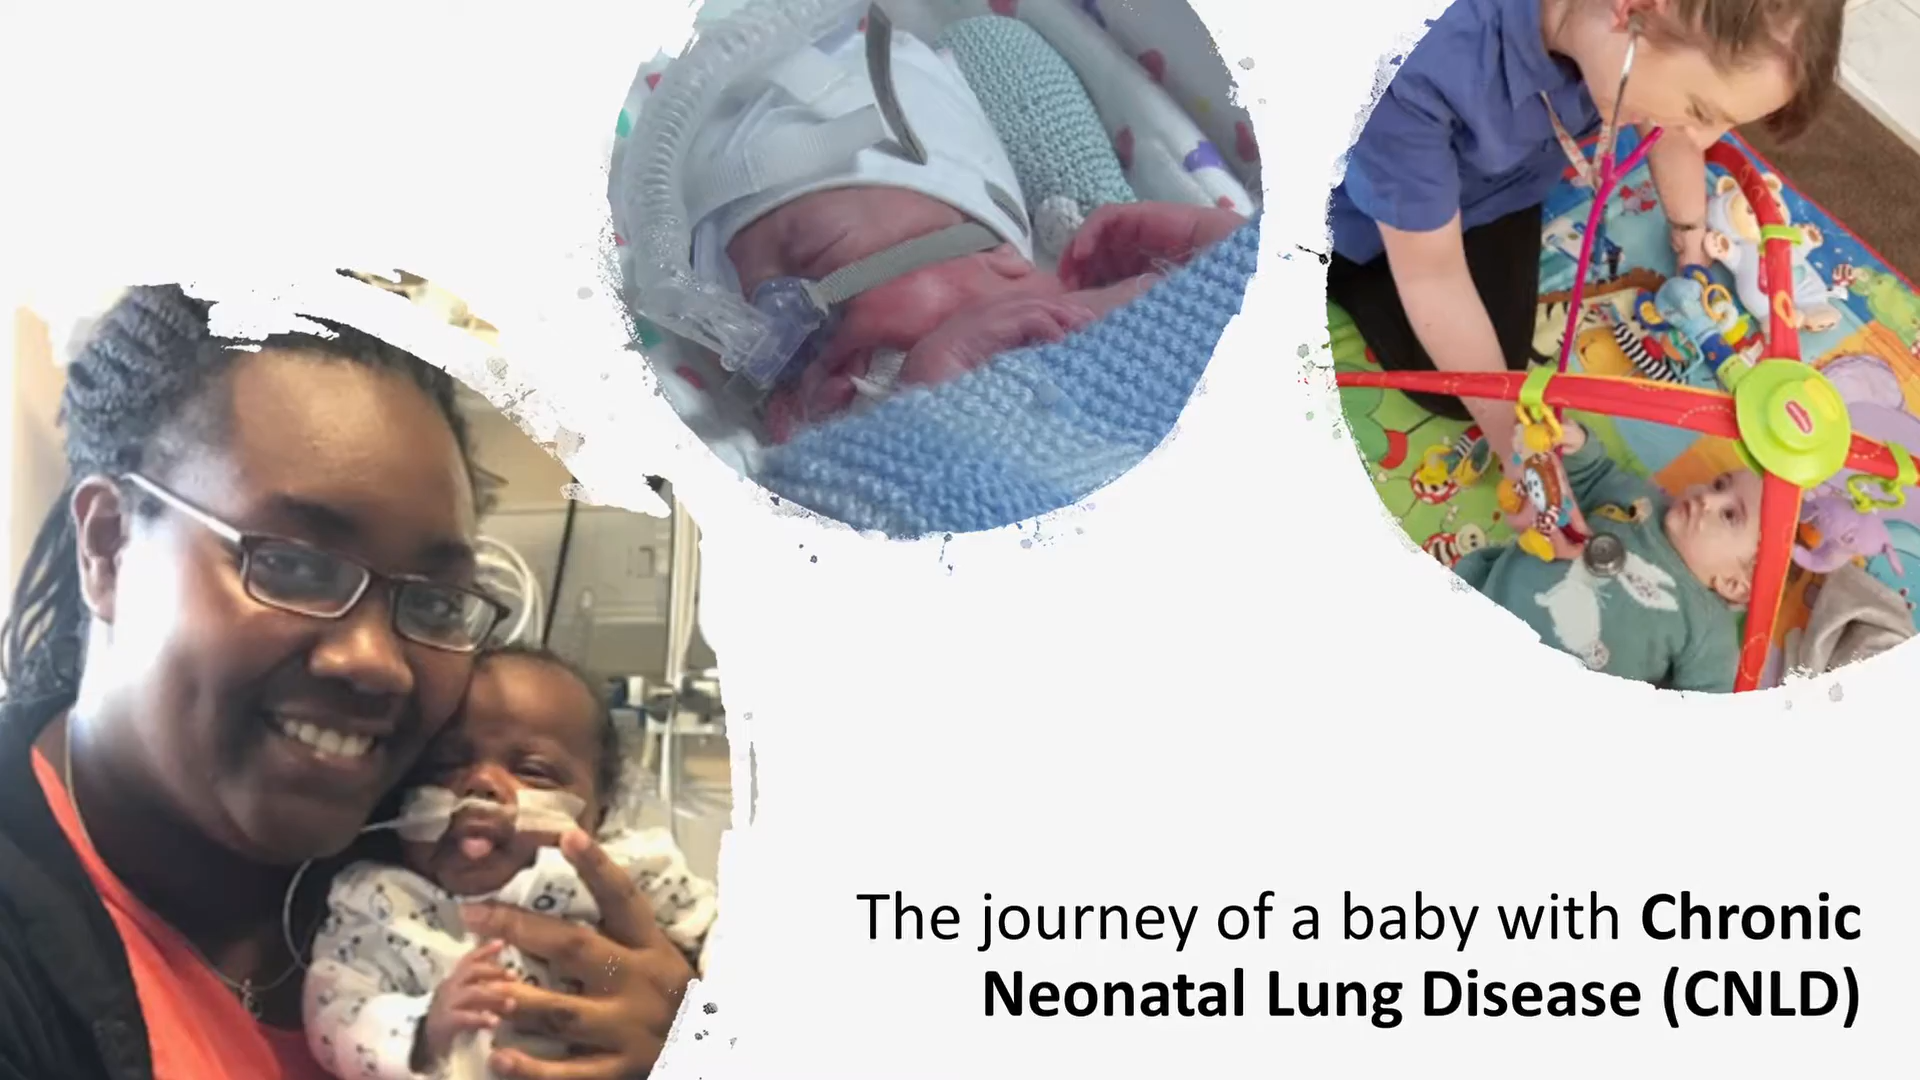 The journey of a baby with Chronic
Neonatal Lung Disease (CNLD)